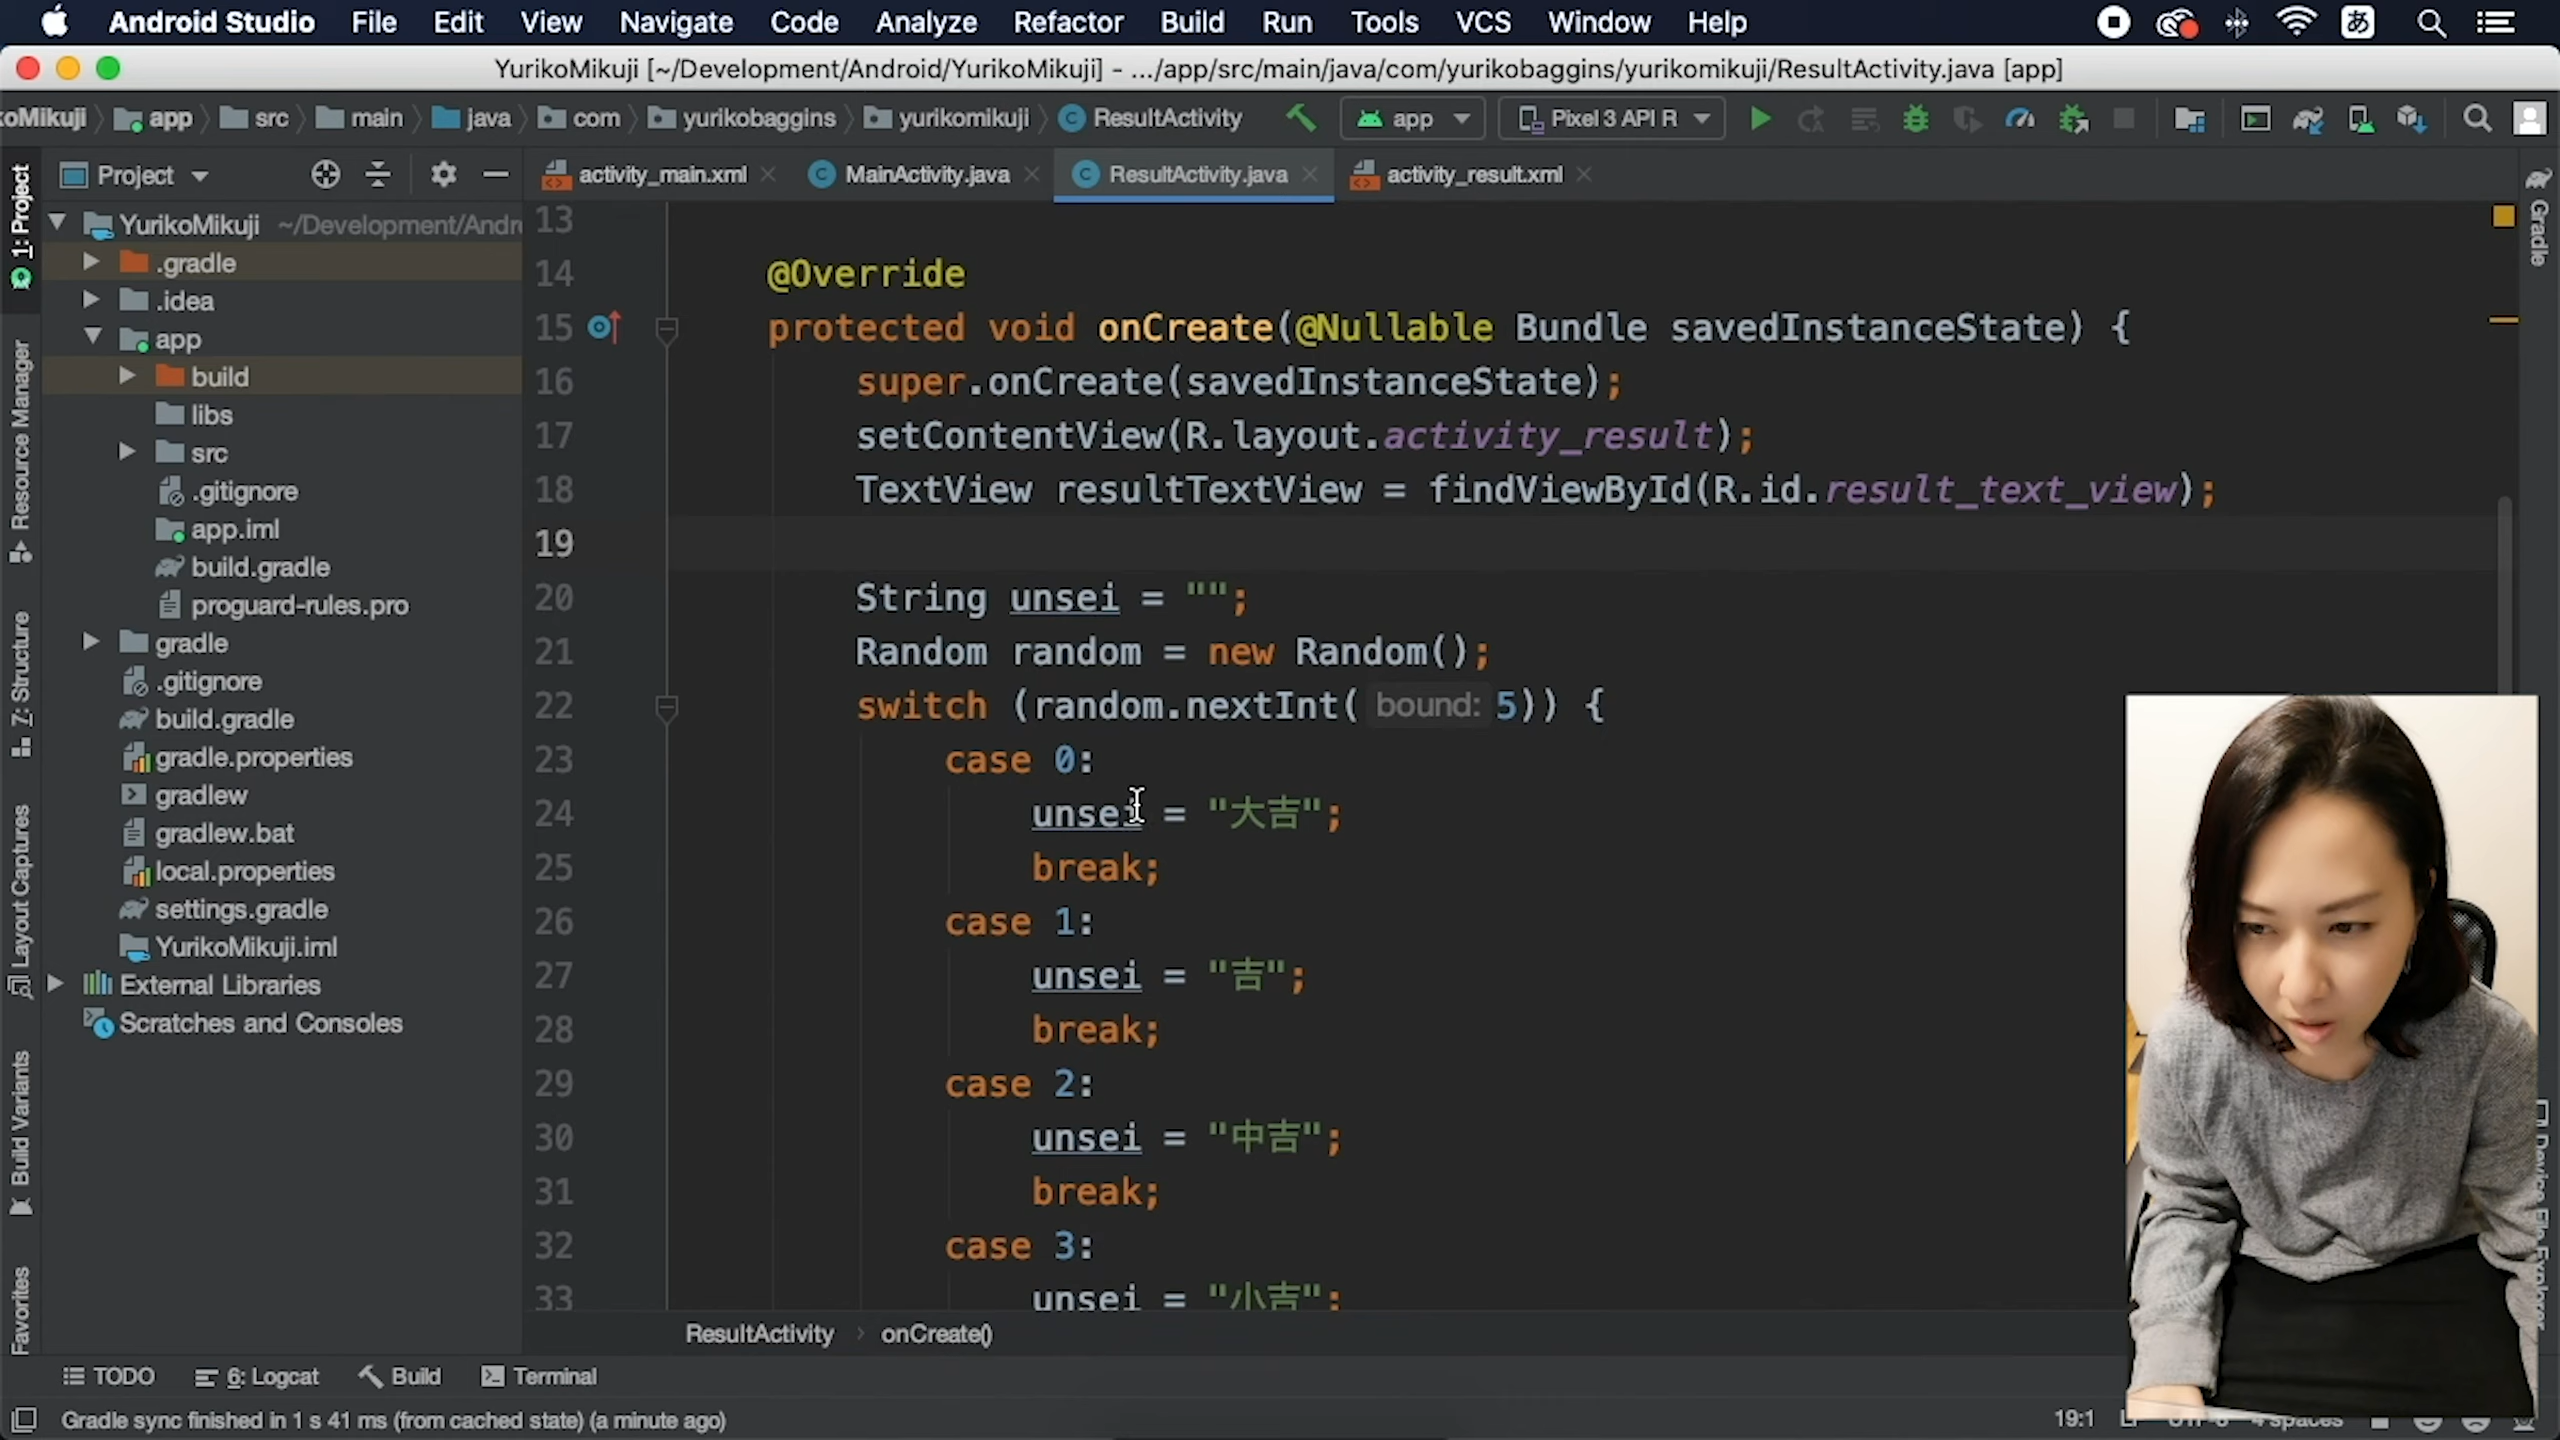 Android Studio File Edit View Navigate Code Analyze Refactor Build Run Tools VCS Window Help あ
YurikoMikuji [~/Development/Android/YurikoMikuji] - .../app/src/main/java/com/yurikobaggins/yurikomikuji/ResultActivity.java [app]
koMikuji app src main java com yurikobaggins yurikomikuji ResultActivity app Pixel 3 API R
Project
activity_main.xml MainActivity.java ResultActivity.java activity_result.xml
1: Project
Resource Manager
7: Structure
Layout Captures
Build Variants
Favorites
YurikoMikuji ~/Development/Andr
.gradle
.idea
app
build
libs
src
.gitignore
app.iml
build.gradle
proguard-rules.pro
gradle
.gitignore
build.gradle
gradle.properties
gradlew
gradlew.bat
local.properties
settings.gradle
YurikoMikuji.iml
External Libraries
Scratches and Consoles
13
14 @Override
15 protected void onCreate(@Nullable Bundle savedInstanceState) {
16 super.onCreate(savedInstanceState);
17 setContentView(R.layout.activity_result);
18 TextView resultTextView = findViewById(R.id.result_text_view);
19
20 String unsei = "";
21 Random random = new Random();
22 switch (random.nextInt( bound: 5)) {
23 case 0:
24 unsei = "大吉";
25 break;
26 case 1:
27 unsei = "吉";
28 break;
29 case 2:
30 unsei = "中吉";
31 break;
32 case 3:
33 unsei = "小吉";
Gradle
Device File Explorer
ResultActivity onCreate()
TODO 6: Logcat Build Terminal
Gradle sync finished in 1 s 41 ms (from cached state) (a minute ago)
19:1 LF UTF-8 4 spaces